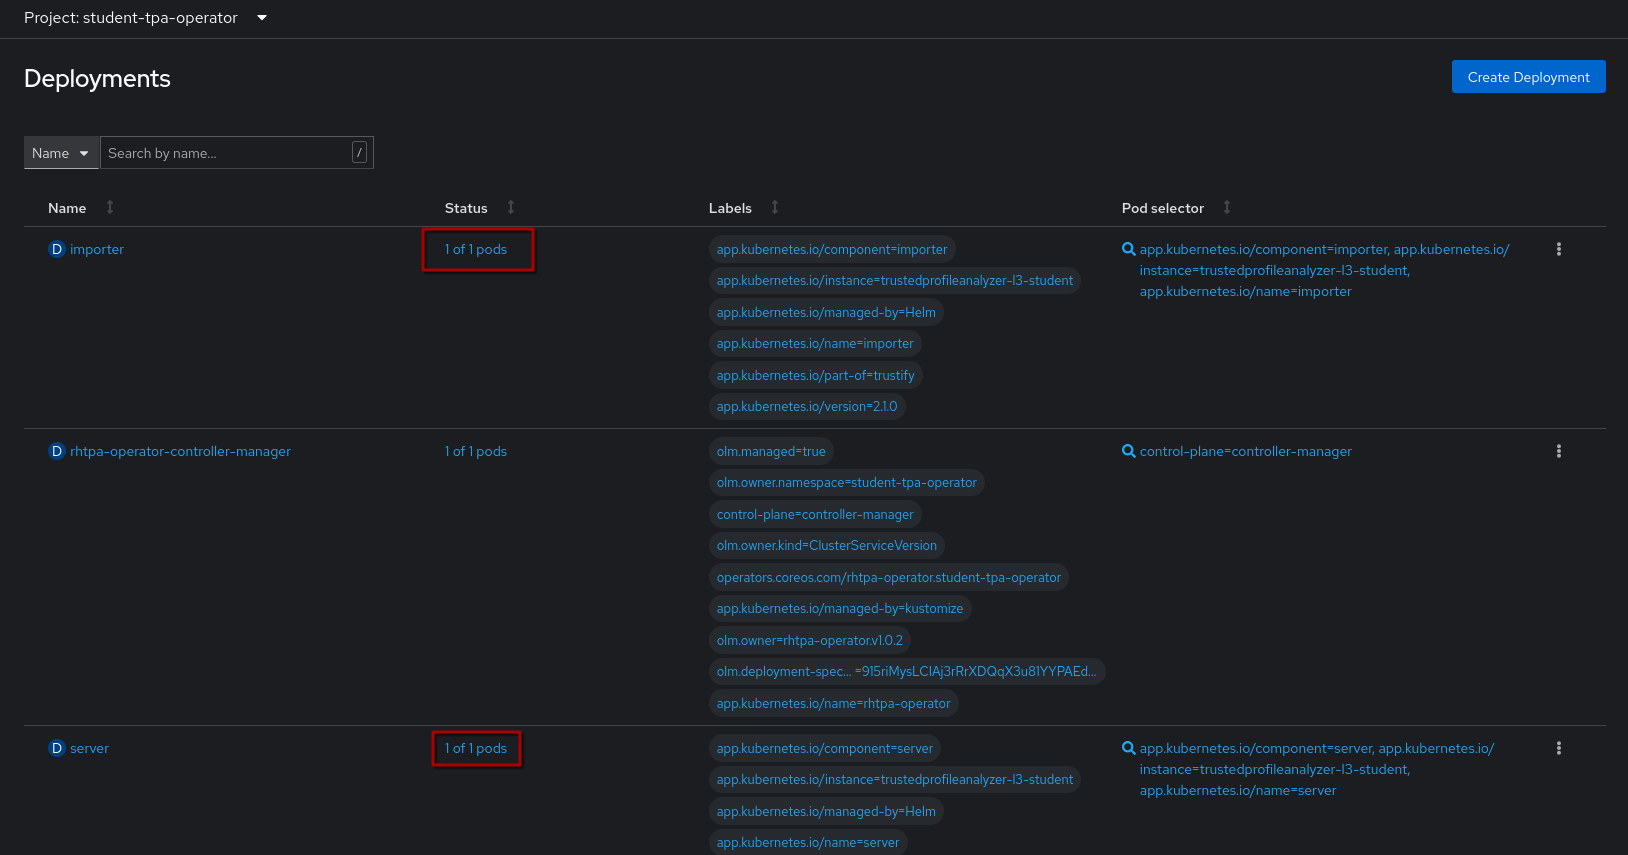 Project: student-tpa-operator
Deployments
Create Deployment
Name
Search by name...
/
Name Status Labels Pod selector
D importer
1 of 1 pods
app.kubernetes.io/component=importer
app.kubernetes.io/instance=trustedprofileanalyzer-l3-student
app.kubernetes.io/managed-by=Helm
app.kubernetes.io/name=importer
app.kubernetes.io/part-of=trustify
app.kubernetes.io/version=2.1.0
app.kubernetes.io/component=importer, app.kubernetes.io/
instance=trustedprofileanalyzer-l3-student,
app.kubernetes.io/name=importer
D rhtpa-operator-controller-manager
1 of 1 pods
olm.managed=true
olm.owner.namespace=student-tpa-operator
control-plane=controller-manager
olm.owner.kind=ClusterServiceVersion
operators.coreos.com/rhtpa-operator.student-tpa-operator
app.kubernetes.io/managed-by=kustomize
olm.owner=rhtpa-operator.v1.0.2
olm.deployment-spec... =915riMysLCIAj3rRrXDQqX3u81YYPAEd...
app.kubernetes.io/name=rhtpa-operator
control-plane=controller-manager
D server
1 of 1 pods
app.kubernetes.io/component=server
app.kubernetes.io/instance=trustedprofileanalyzer-l3-student
app.kubernetes.io/managed-by=Helm
app.kubernetes.io/name=server
app.kubernetes.io/component=server, app.kubernetes.io/
instance=trustedprofileanalyzer-l3-student,
app.kubernetes.io/name=server